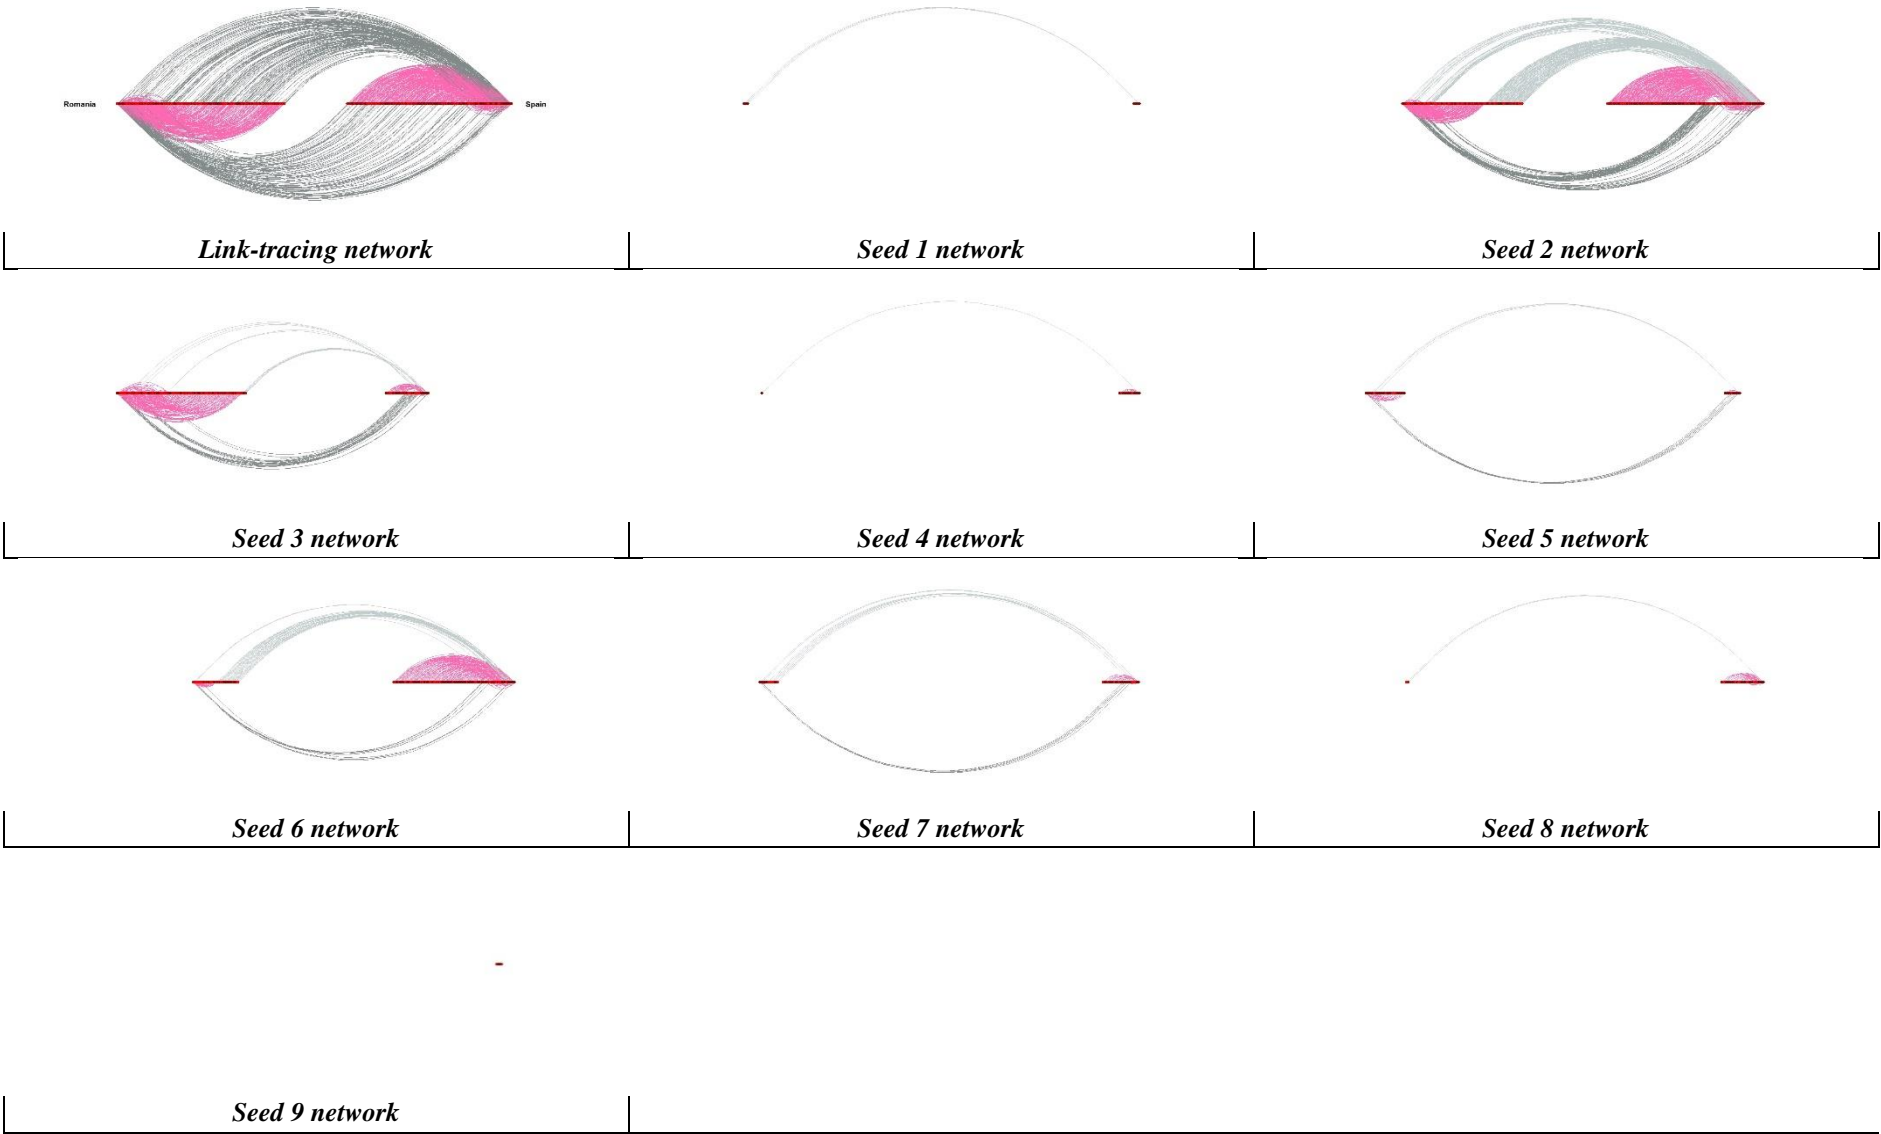 Romania
Spain
Link-tracing network
Seed 1 network
Seed 2 network
Seed 3 network
Seed 4 network
Seed 5 network
Seed 6 network
Seed 7 network
Seed 8 network
Seed 9 network